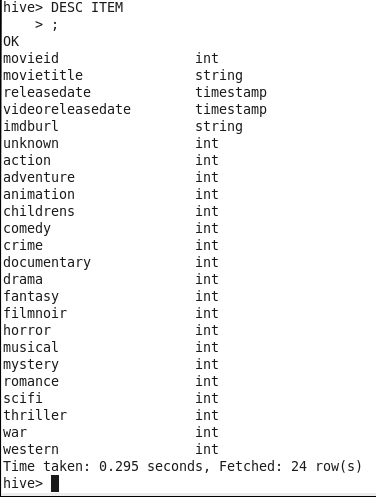 hive> DESC ITEM
    > ;
OK
movieid                 int
movietitle              string
releasedate             timestamp
videoreleasedate        timestamp
imdburl                 string
unknown                 int
action                  int
adventure               int
animation               int
childrens               int
comedy                  int
crime                   int
documentary             int
drama                   int
fantasy                 int
filmnoir                int
horror                  int
musical                 int
mystery                 int
romance                 int
scifi                   int
thriller                int
war                     int
western                 int
Time taken: 0.295 seconds, Fetched: 24 row(s)
hive>